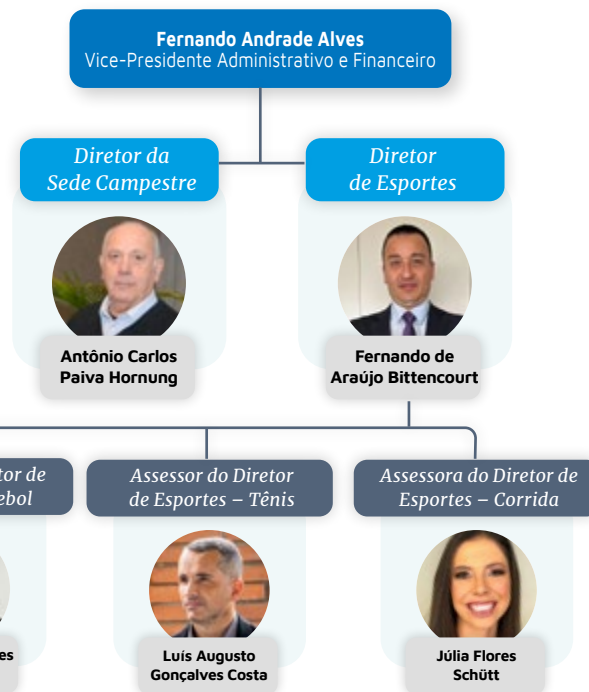 Fernando Andrade Alves
Vice-Presidente Administrativo e Financeiro
Diretor da
Sede Campestre
Diretor
de Esportes
Antônio Carlos
Paiva Hornung
Fernando de
Araújo Bittencourt
de
Assessor do Diretor
de Esportes – Tênis
Assessora do Diretor de
Esportes – Corrida
Luís Augusto
Gonçalves Costa
Júlia Flores
Schütt